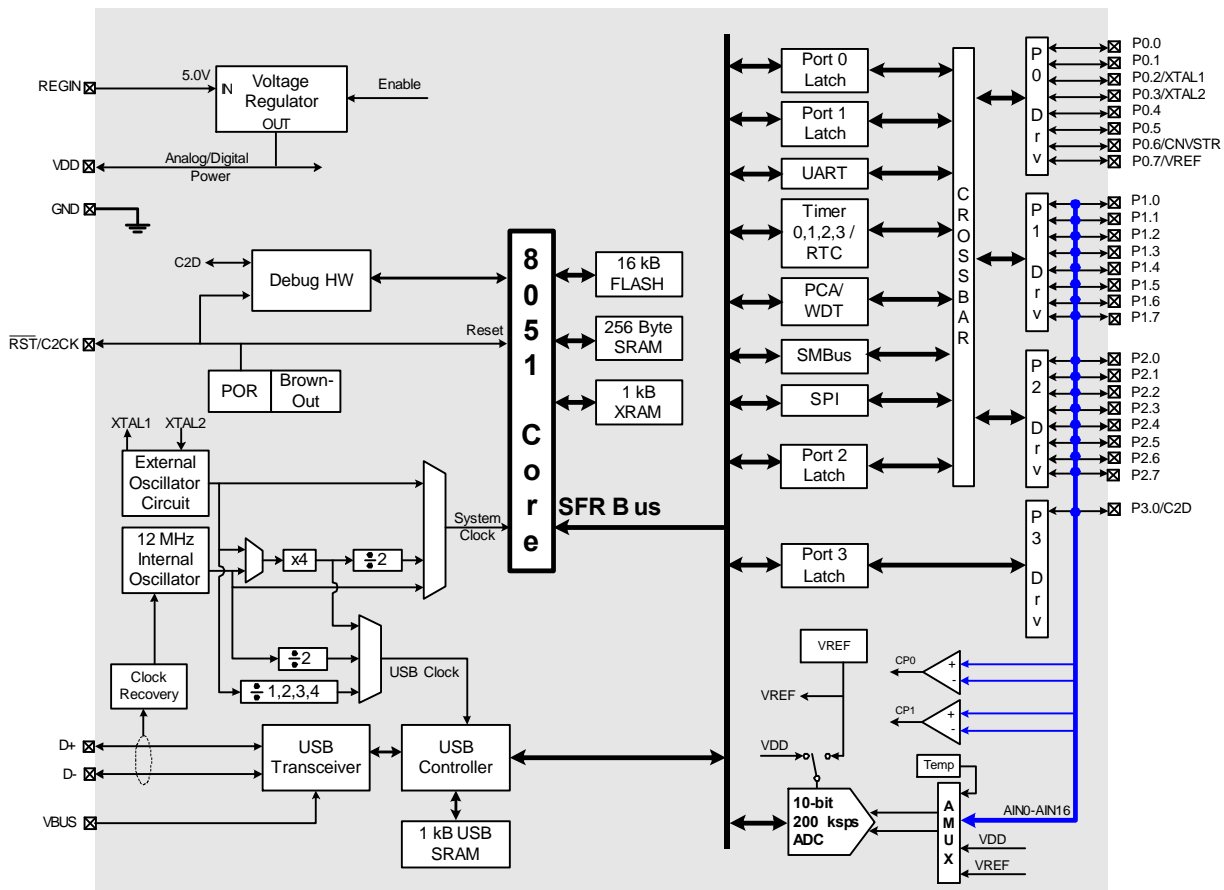 REGIN
5.0V
IN
Voltage
Regulator
OUT
Enable
VDD
Analog/Digital
Power
GND
C2D
Debug HW
RST/C2CK
Reset
POR
Brown-
Out
XTAL1
XTAL2
External
Oscillator
Circuit
12 MHz
Internal
Oscillator
x4
÷2
System
Clock
÷2
÷1,2,3,4
USB Clock
Clock
Recovery
D+
D-
VBUS
USB
Transceiver
USB
Controller
1 kB USB
SRAM
8051 Core
16 kB
FLASH
256 Byte
SRAM
1 kB
XRAM
SFR Bus
Port 0
Latch
Port 1
Latch
UART
Timer
0,1,2,3 /
RTC
PCA/
WDT
SMBus
SPI
Port 2
Latch
Port 3
Latch
CROSSBAR
P0 Drv
P1 Drv
P2 Drv
P3 Drv
P0.0
P0.1
P0.2/XTAL1
P0.3/XTAL2
P0.4
P0.5
P0.6/CNVSTR
P0.7/VREF
P1.0
P1.1
P1.2
P1.3
P1.4
P1.5
P1.6
P1.7
P2.0
P2.1
P2.2
P2.3
P2.4
P2.5
P2.6
P2.7
P3.0/C2D
VREF
VREF
VDD
CP0
+
-
CP1
+
-
Temp
10-bit
200 ksps
ADC
AMUX
AIN0-AIN16
VDD
VREF